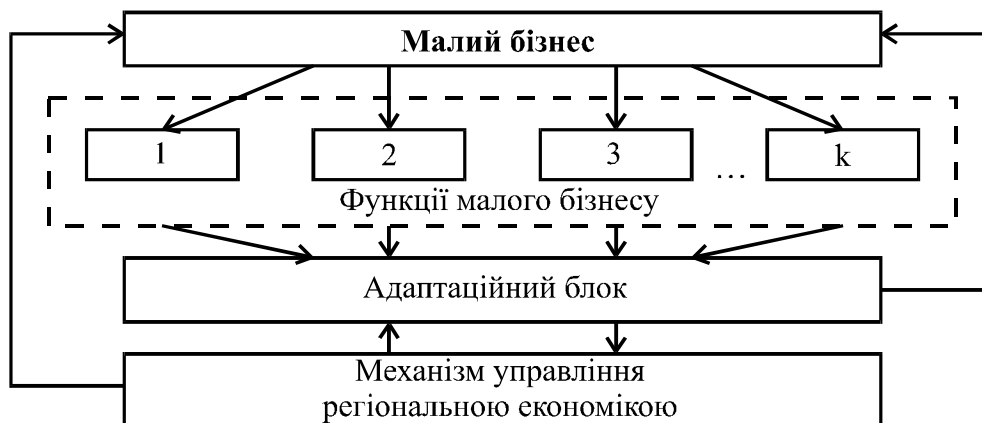 Малий бізнес
1 2 3 … k
Функції малого бізнесу
Адаптаційний блок
Механізм управління
регіональною економікою